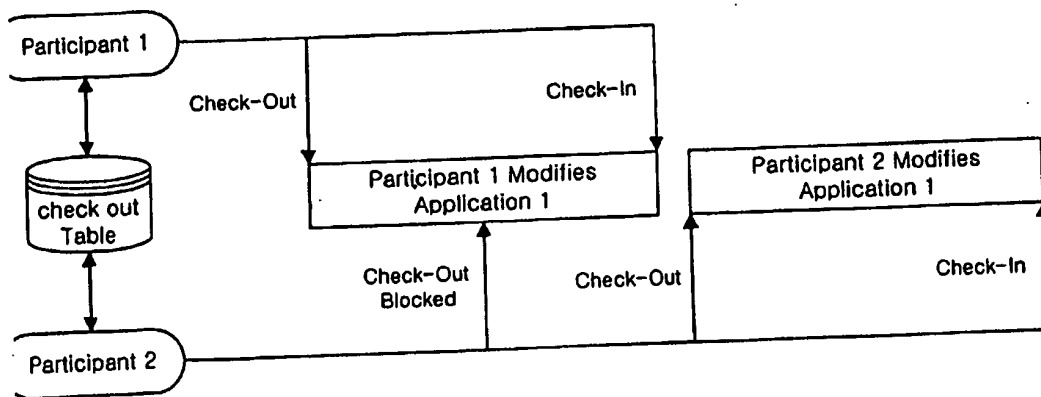 Participant 1
Check-Out
Check-In
Participant 1 Modifies
Application 1
Participant 2 Modifies
Application 1
check out
Table
Check-Out
Blocked
Check-Out
Check-In
Participant 2